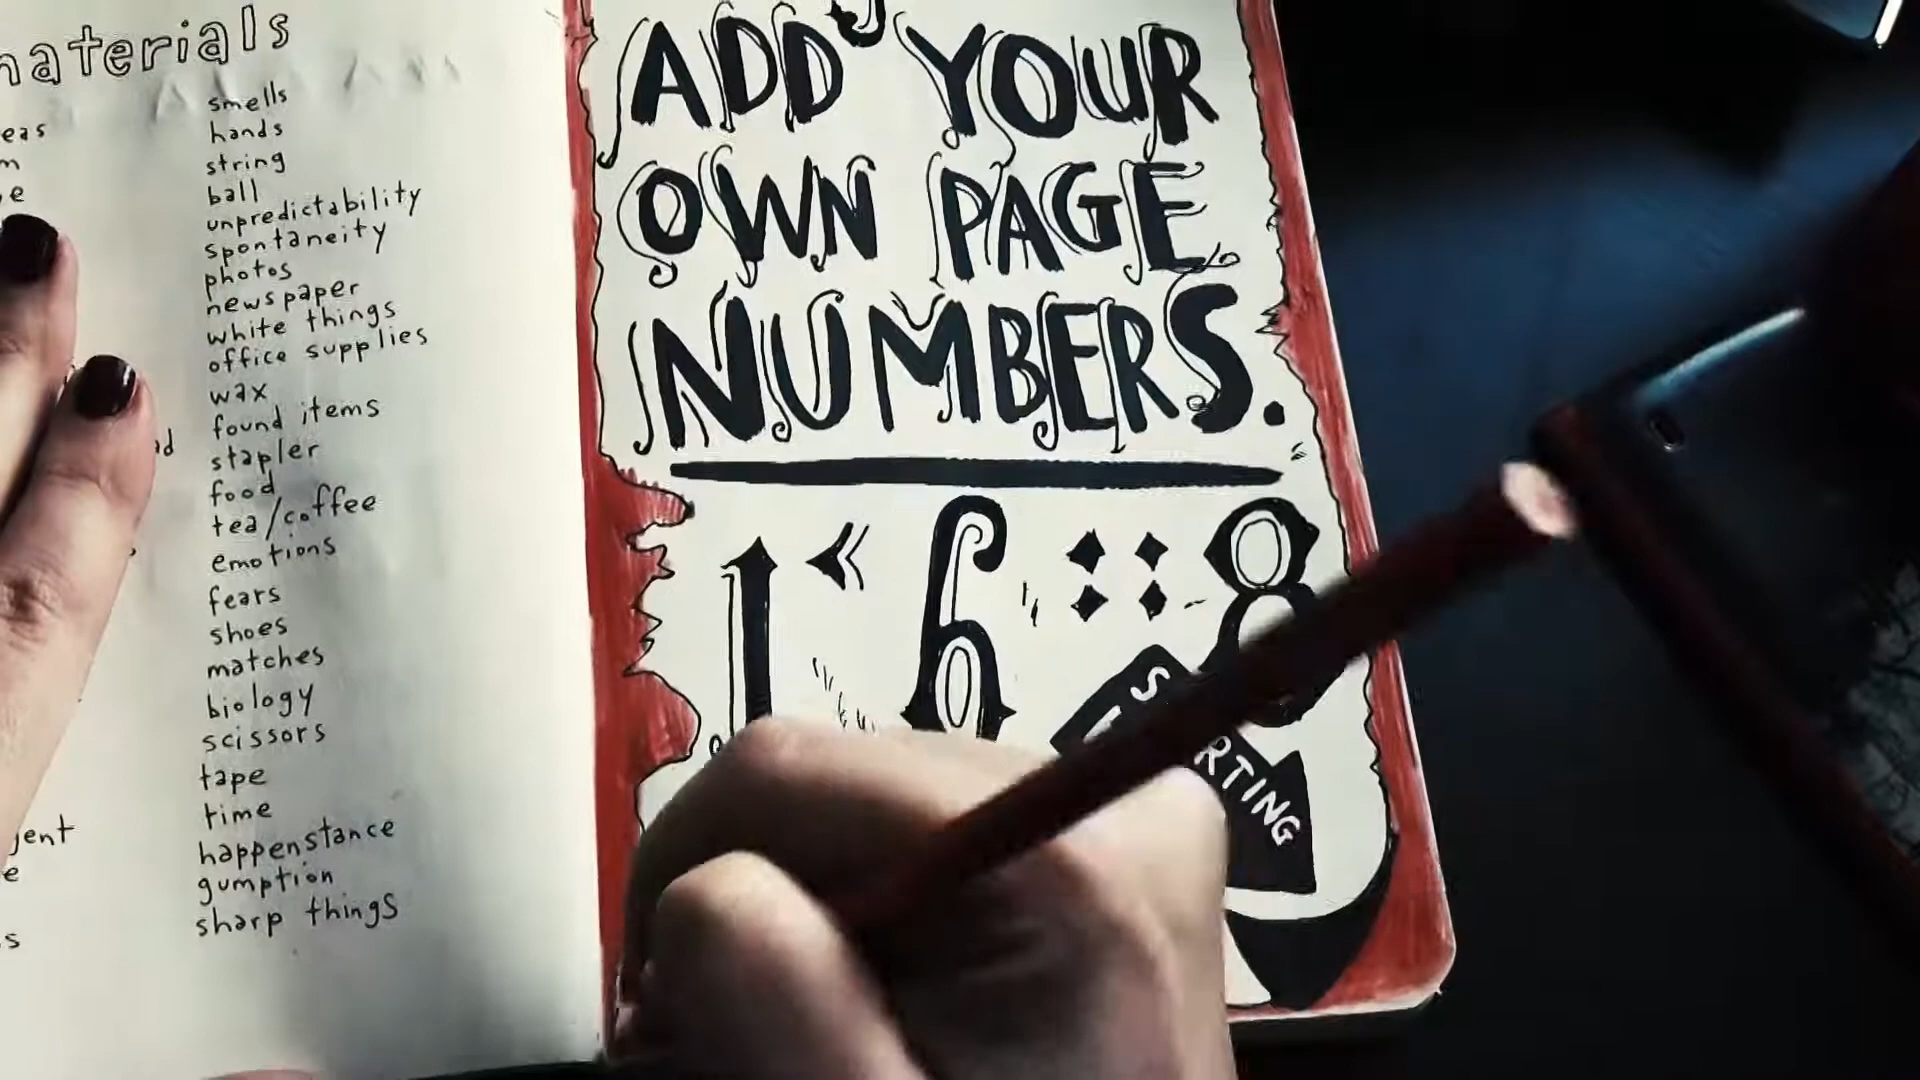 materials
smells
hands
string
ball
unpredictability
spontaneity
photos
newspaper
white things
office supplies
wax
found items
stapler
food
tea/coffee
emotions
fears
shoes
matches
biology
scissors
tape
time
happenstance
gumption
sharp things
ADD YOUR
OWN PAGE
NUMBERS.
1 6 8